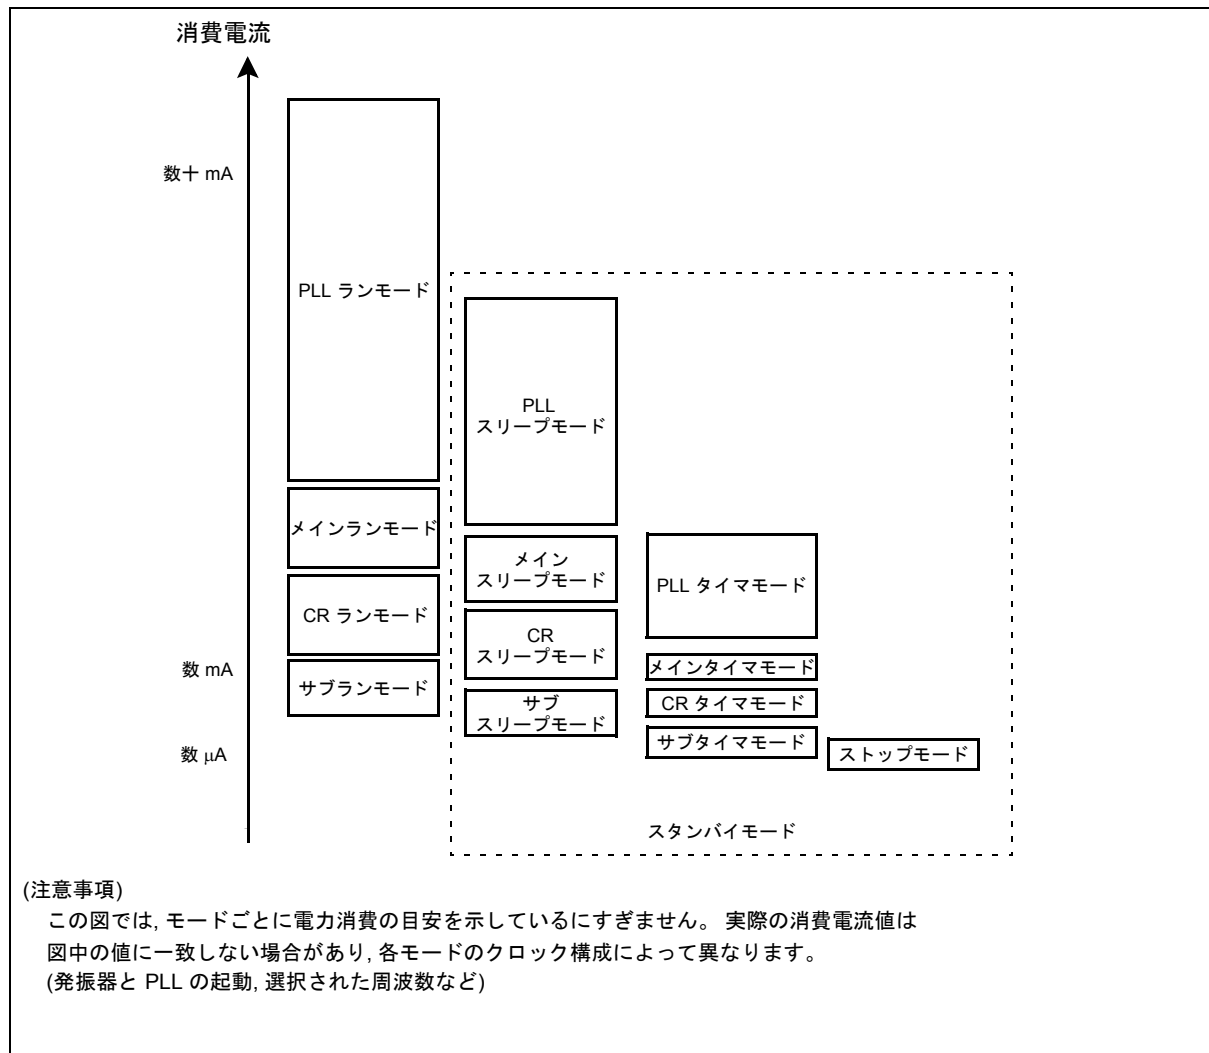 消費電流
数十 mA
PLL ランモード
PLL
スリープモード
メインランモード
メイン
スリープモード
PLL タイマモード
CR ランモード
CR
スリープモード
数 mA
メインタイマモード
サブランモード
サブ
スリープモード
CR タイマモード
サブタイマモード
数 μA
ストップモード
スタンバイモード
(注意事項)
この図では, モードごとに電力消費の目安を示しているにすぎません。 実際の消費電流値は
図中の値に一致しない場合があり, 各モードのクロック構成によって異なります。
(発振器と PLL の起動, 選択された周波数など)